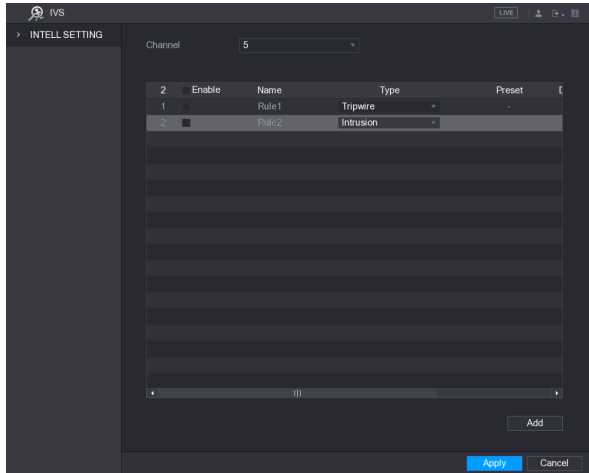 IVS
LIVE
INTELL SETTING
Channel 5
2 Enable Name Type Preset
1 Rule1 Tripwire -
2 Rule2 Intrusion
Add
Apply Cancel